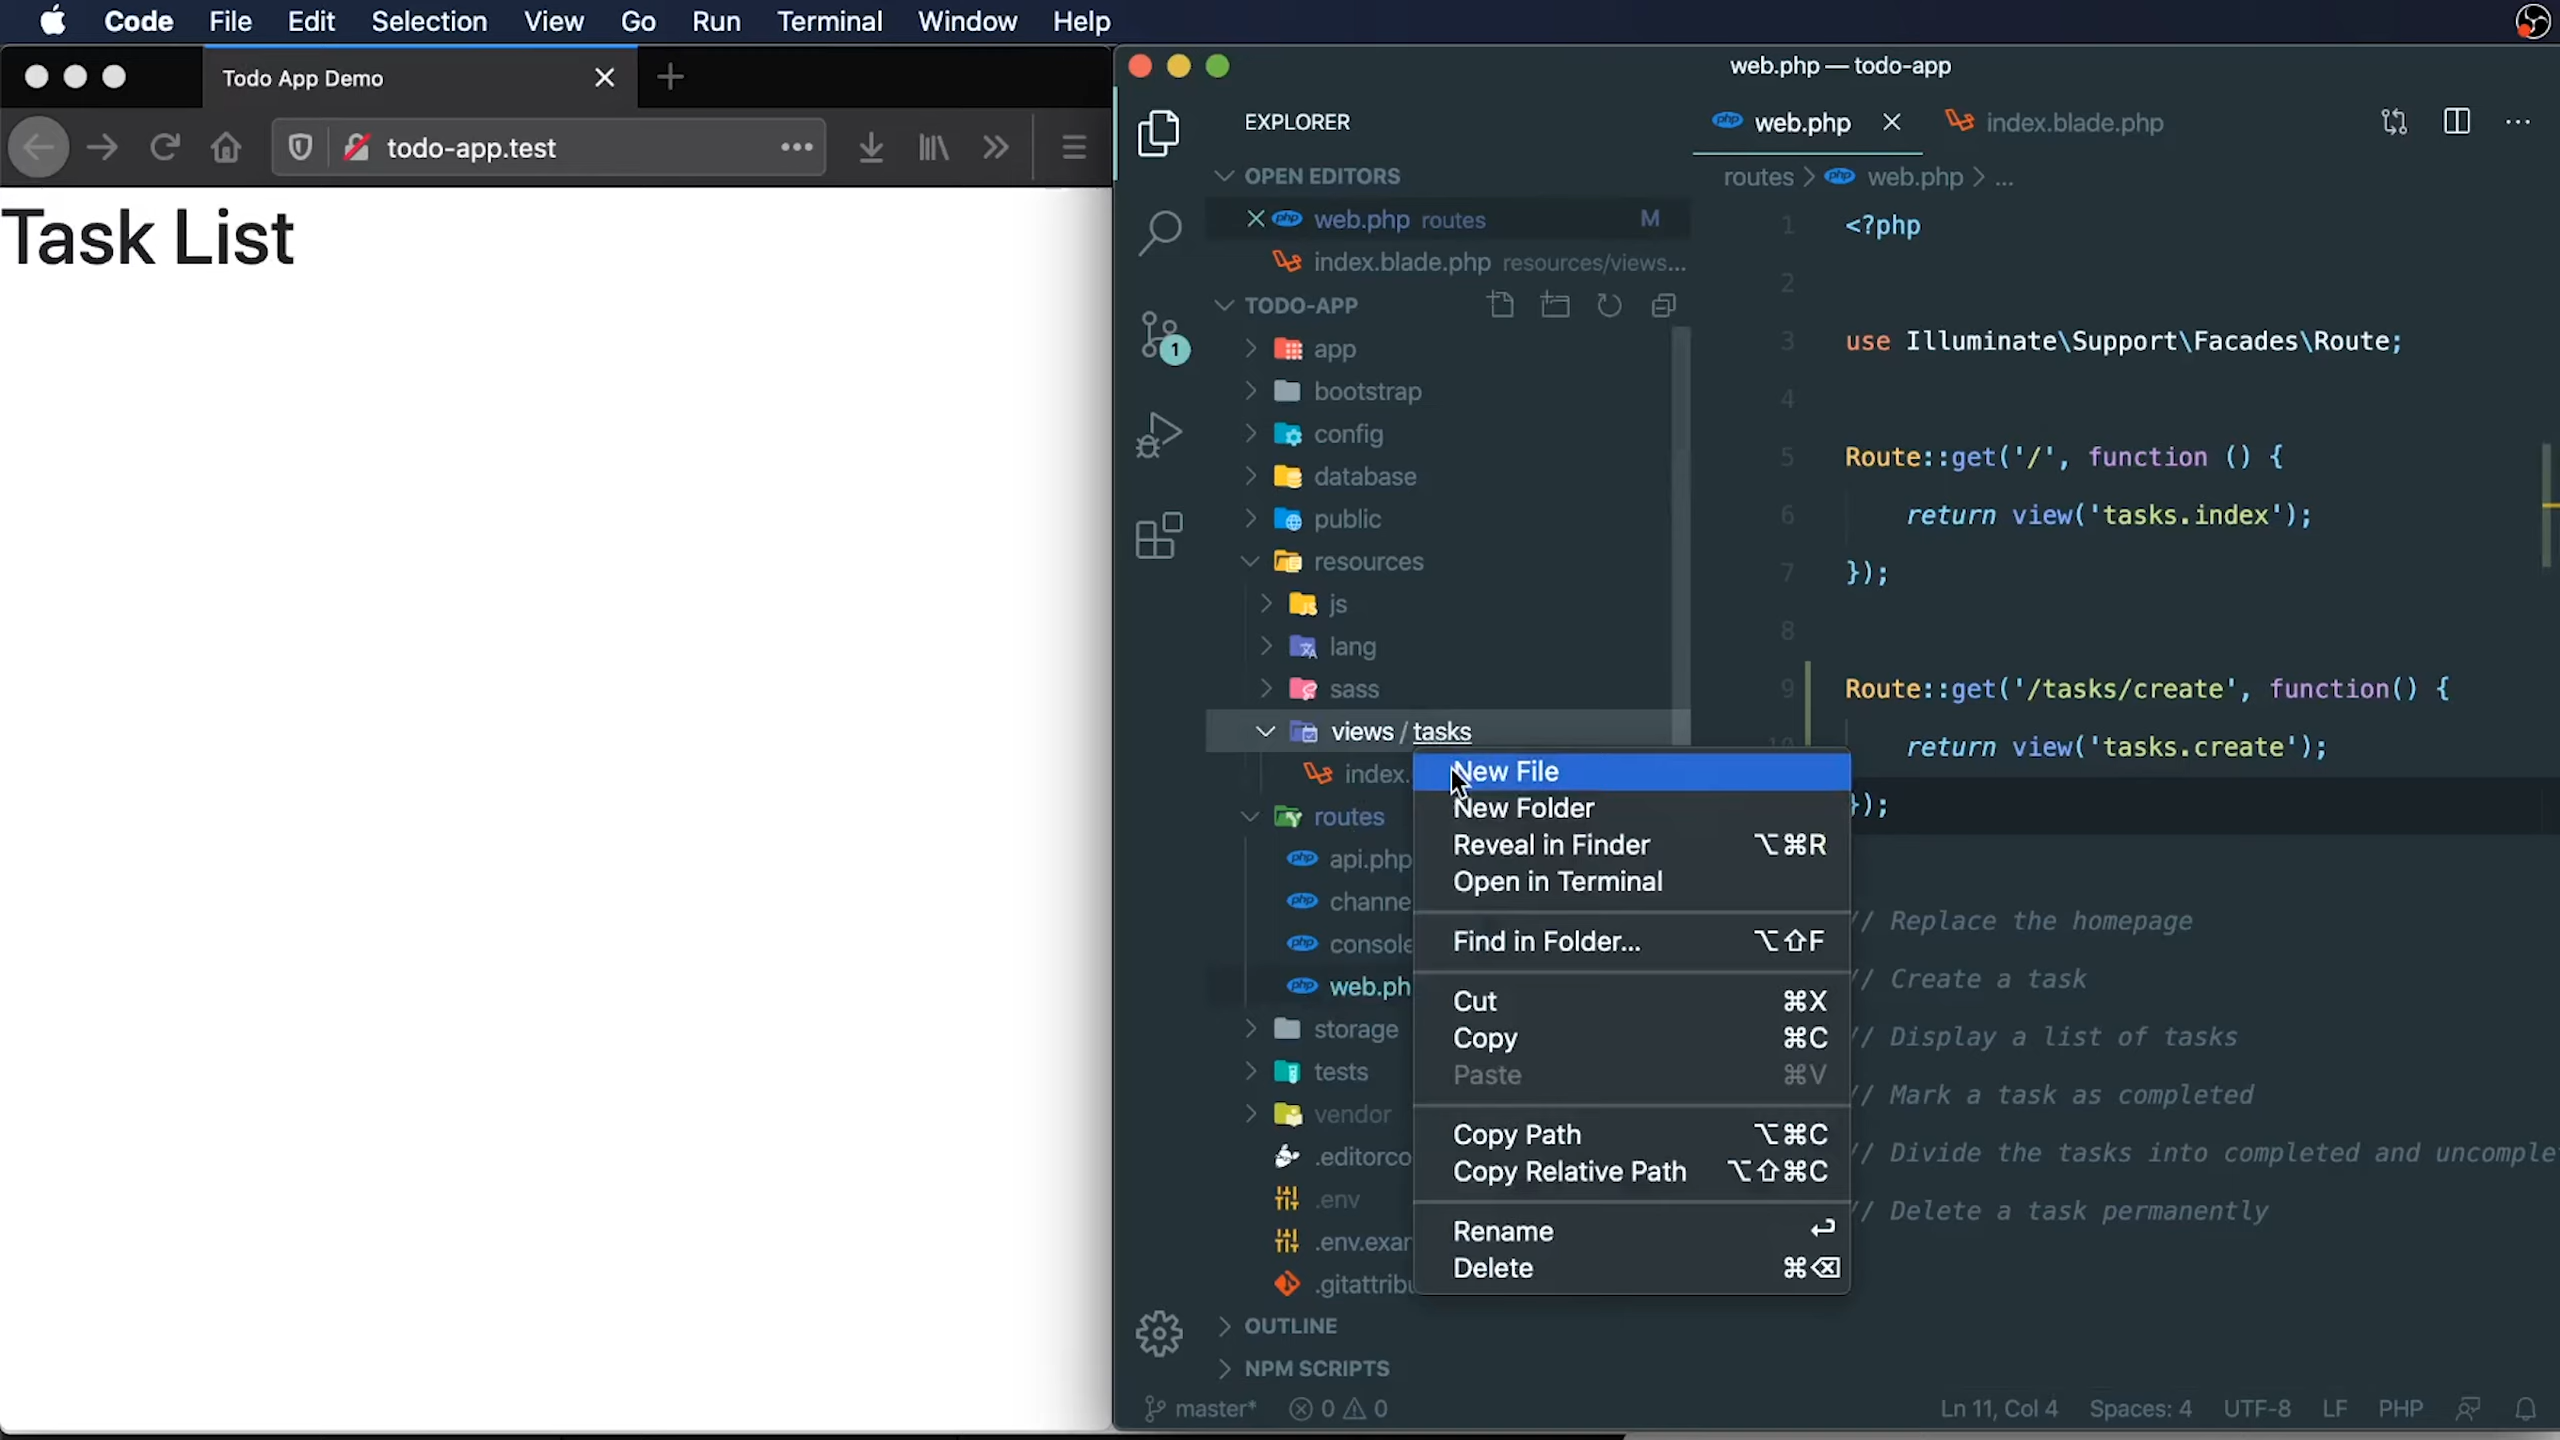 Code File Edit Selection View Go Run Terminal Window Help
Todo App Demo
todo-app.test
Task List
web.php — todo-app
EXPLORER
OPEN EDITORS
web.php routes M
index.blade.php resources/views...
TODO-APP
app
bootstrap
config
database
public
resources
js
lang
sass
views / tasks
index.
routes
api.php
channe
console
web.ph
storage
tests
vendor
.editorco
.env
.env.exar
.gitattribu
OUTLINE
NPM SCRIPTS
1
New File
New Folder
Reveal in Finder ⌥⌘R
Open in Terminal
Find in Folder... ⌥⇧F
Cut ⌘X
Copy ⌘C
Paste ⌘V
Copy Path ⌥⌘C
Copy Relative Path ⌥⇧⌘C
Rename ↩
Delete ⌘⌫
web.php index.blade.php
routes > web.php > ...
1 <?php
2
3 use Illuminate\Support\Facades\Route;
4
5 Route::get('/', function () {
6 return view('tasks.index');
7 });
8
9 Route::get('/tasks/create', function() {
10 return view('tasks.create');
});
// Replace the homepage
// Create a task
// Display a list of tasks
// Mark a task as completed
// Divide the tasks into completed and uncomple
// Delete a task permanently
master* 0 0 Ln 11, Col 4 Spaces: 4 UTF-8 LF PHP